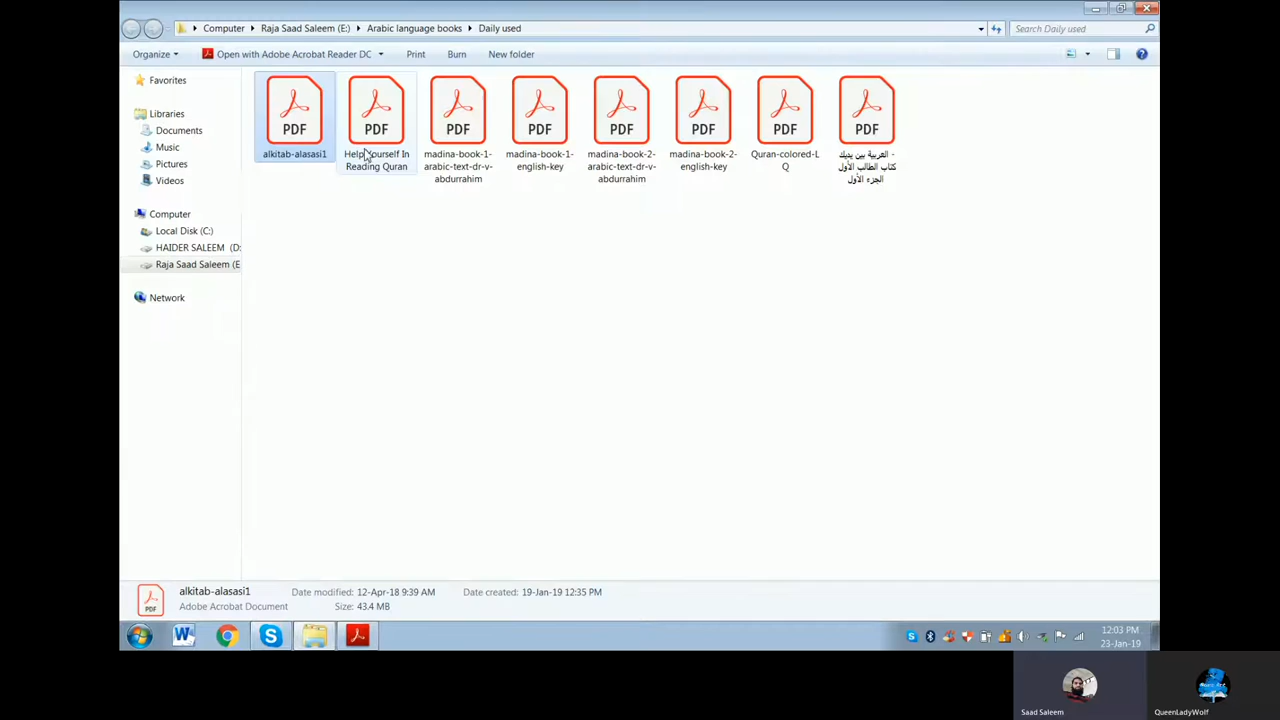 Computer Raja Saad Saleem (E:) Arabic language books Daily used Search Daily used
Organize Open with Adobe Acrobat Reader DC Print Burn New folder
Favorites
Libraries
Documents
Music
Pictures
Videos
Computer
Local Disk (C:)
HAIDER SALEEM (D:
Raja Saad Saleem (E
Network
PDF
alkitab-alasasi1
PDF
Help Yourself In
Reading Quran
PDF
madina-book-1-
arabic-text-dr-v-
abdurrahim
PDF
madina-book-1-
english-key
PDF
madina-book-2-
arabic-text-dr-v-
abdurrahim
PDF
madina-book-2-
english-key
PDF
Quran-colored-L
Q
PDF
العربية بين يديك -
كتاب الطالب الأول
الجزء الأول
PDF
alkitab-alasasi1 Date modified: 12-Apr-18 9:39 AM Date created: 19-Jan-19 12:35 PM
Adobe Acrobat Document Size: 43.4 MB
12:03 PM
23-Jan-19
Saad Saleem
QueenLadyWolf